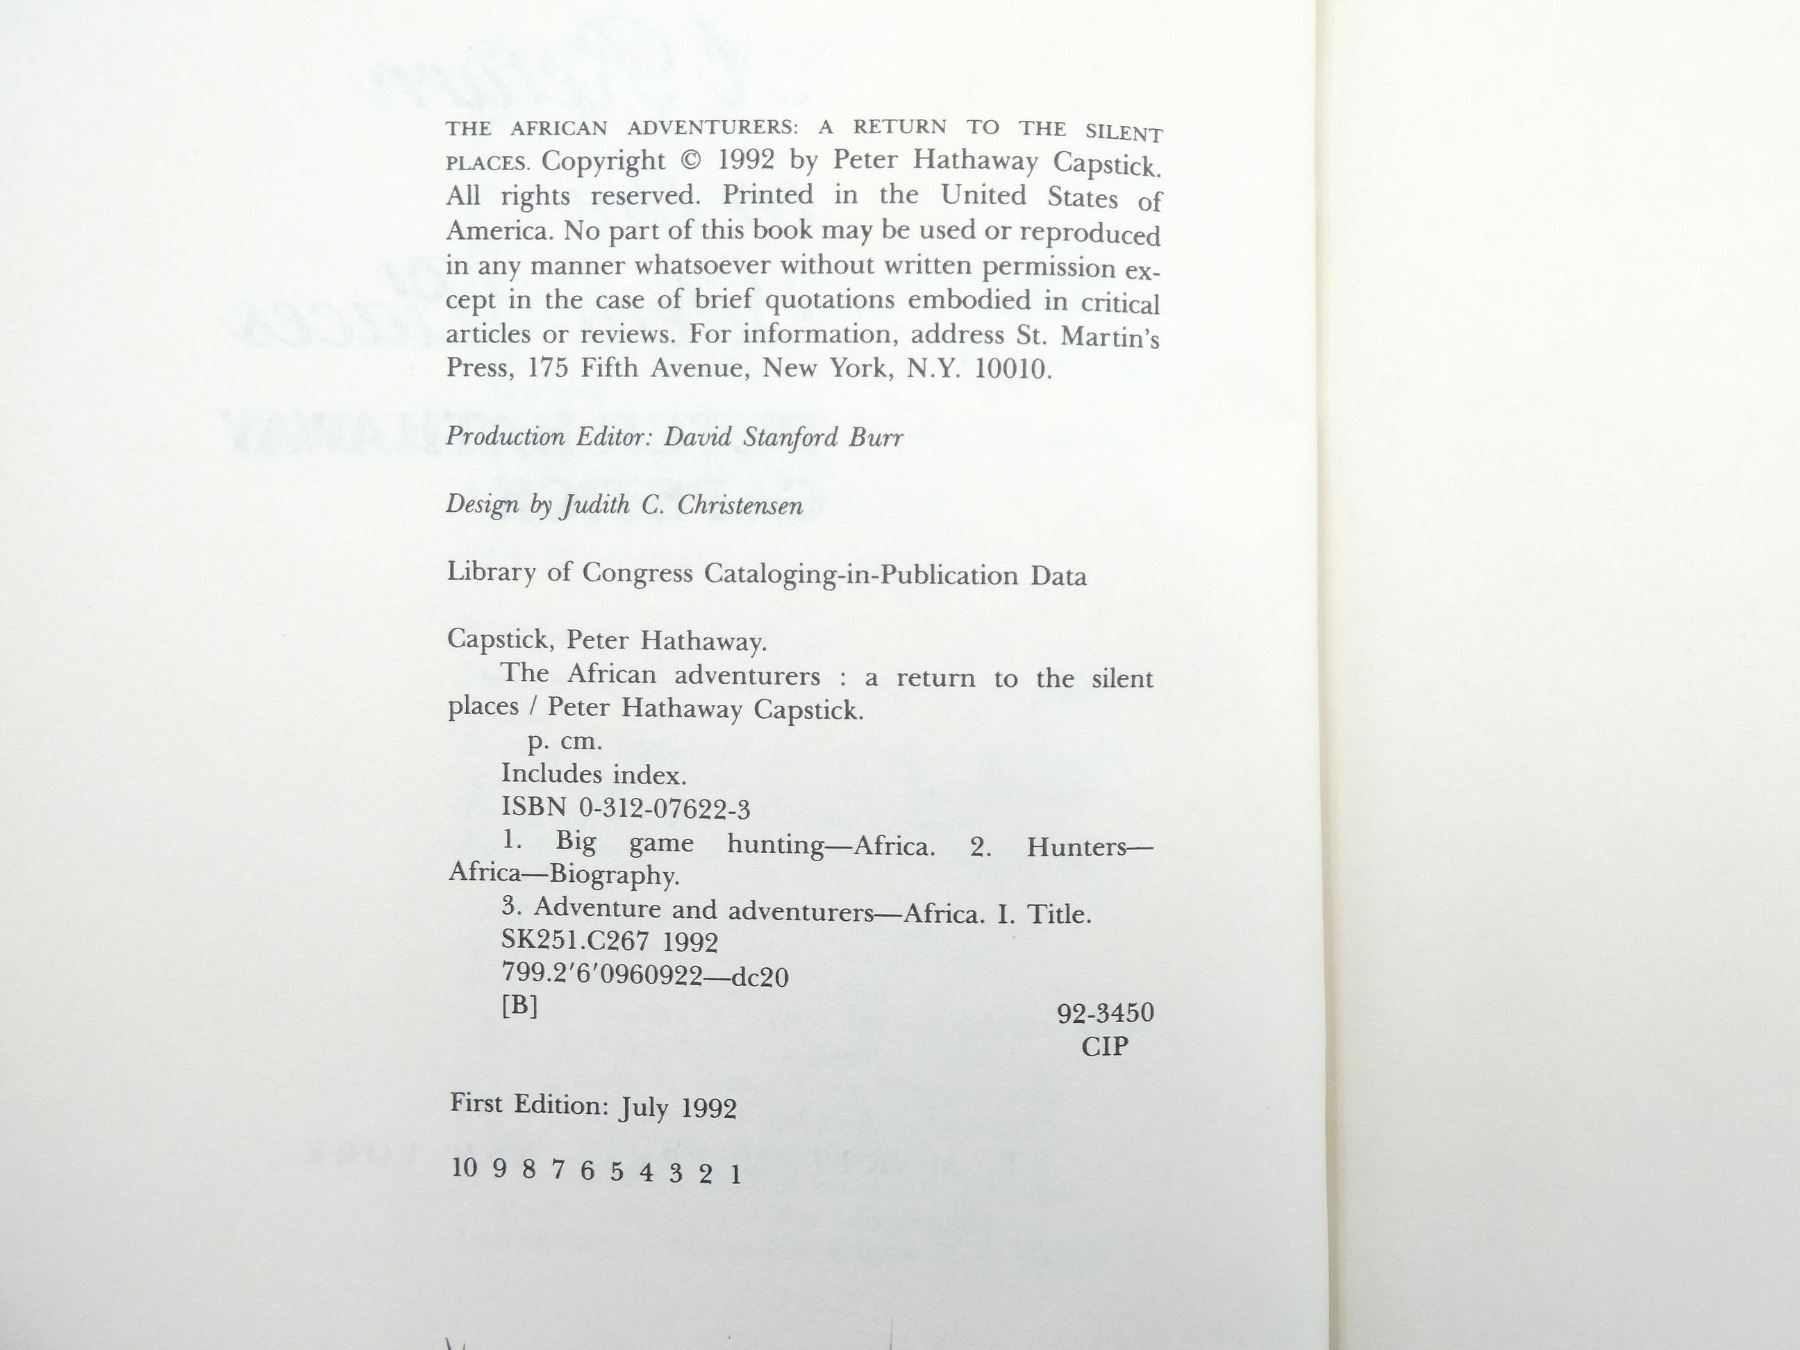 THE AFRICAN ADVENTURERS: A RETURN TO THE SILENT
PLACES. Copyright © 1992 by Peter Hathaway Capstick.
All rights reserved. Printed in the United States of
America. No part of this book may be used or reproduced
in any manner whatsoever without written permission ex-
cept in the case of brief quotations embodied in critical
articles or reviews. For information, address St. Martin's
Press, 175 Fifth Avenue, New York, N.Y. 10010.
Production Editor: David Stanford Burr
Design by Judith C. Christensen
Library of Congress Cataloging-in-Publication Data
Capstick, Peter Hathaway.
The African adventurers : a return to the silent
places / Peter Hathaway Capstick.
p. cm.
Includes index.
ISBN 0-312-07622-3
1. Big game hunting—Africa. 2. Hunters—
Africa—Biography.
3. Adventure and adventurers—Africa. I. Title.
SK251.C267 1992
799.2'6'0960922—dc20
[B] 92-3450
CIP
First Edition: July 1992
10 9 8 7 6 5 4 3 2 1